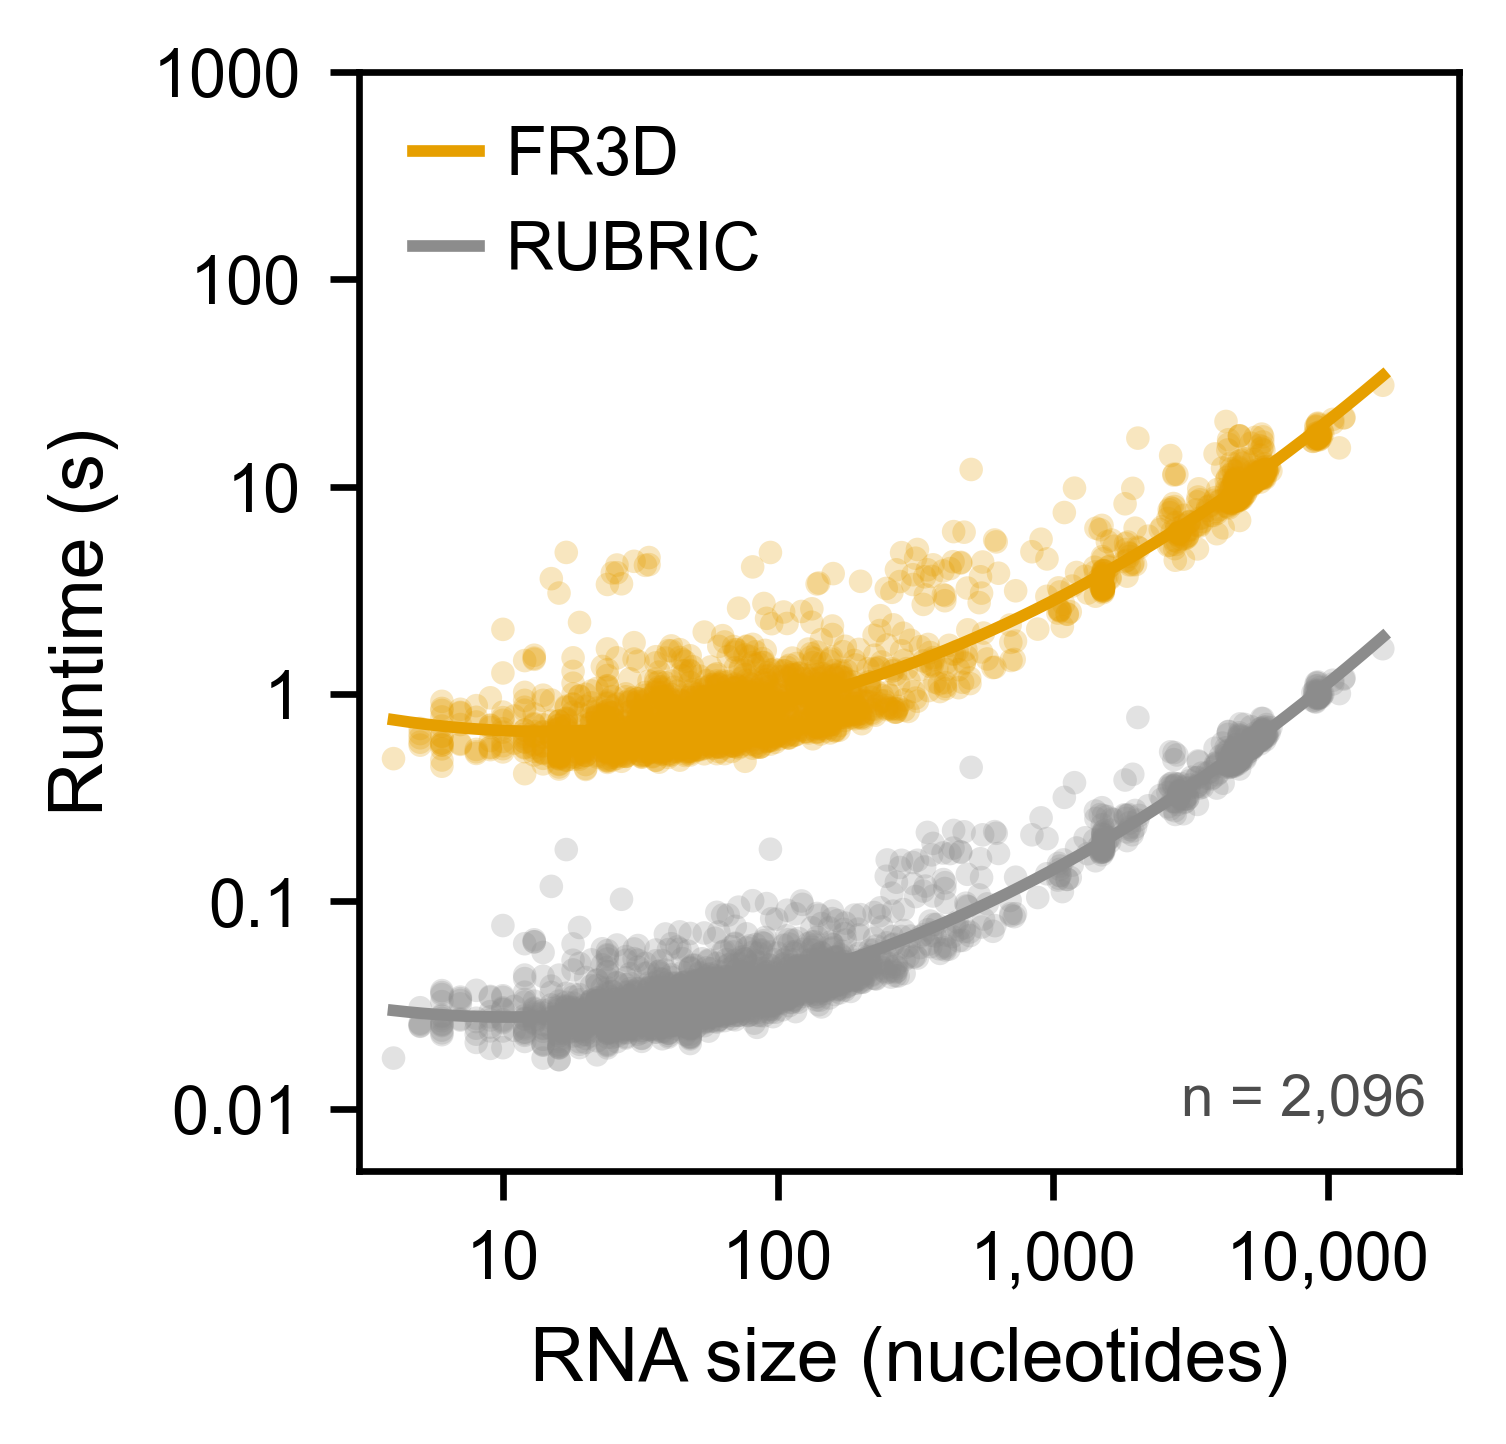 1000
100
10
1
0.1
0.01
Runtime (s)
FR3D
RUBRIC
n = 2,096
10 100 1,000 10,000
RNA size (nucleotides)